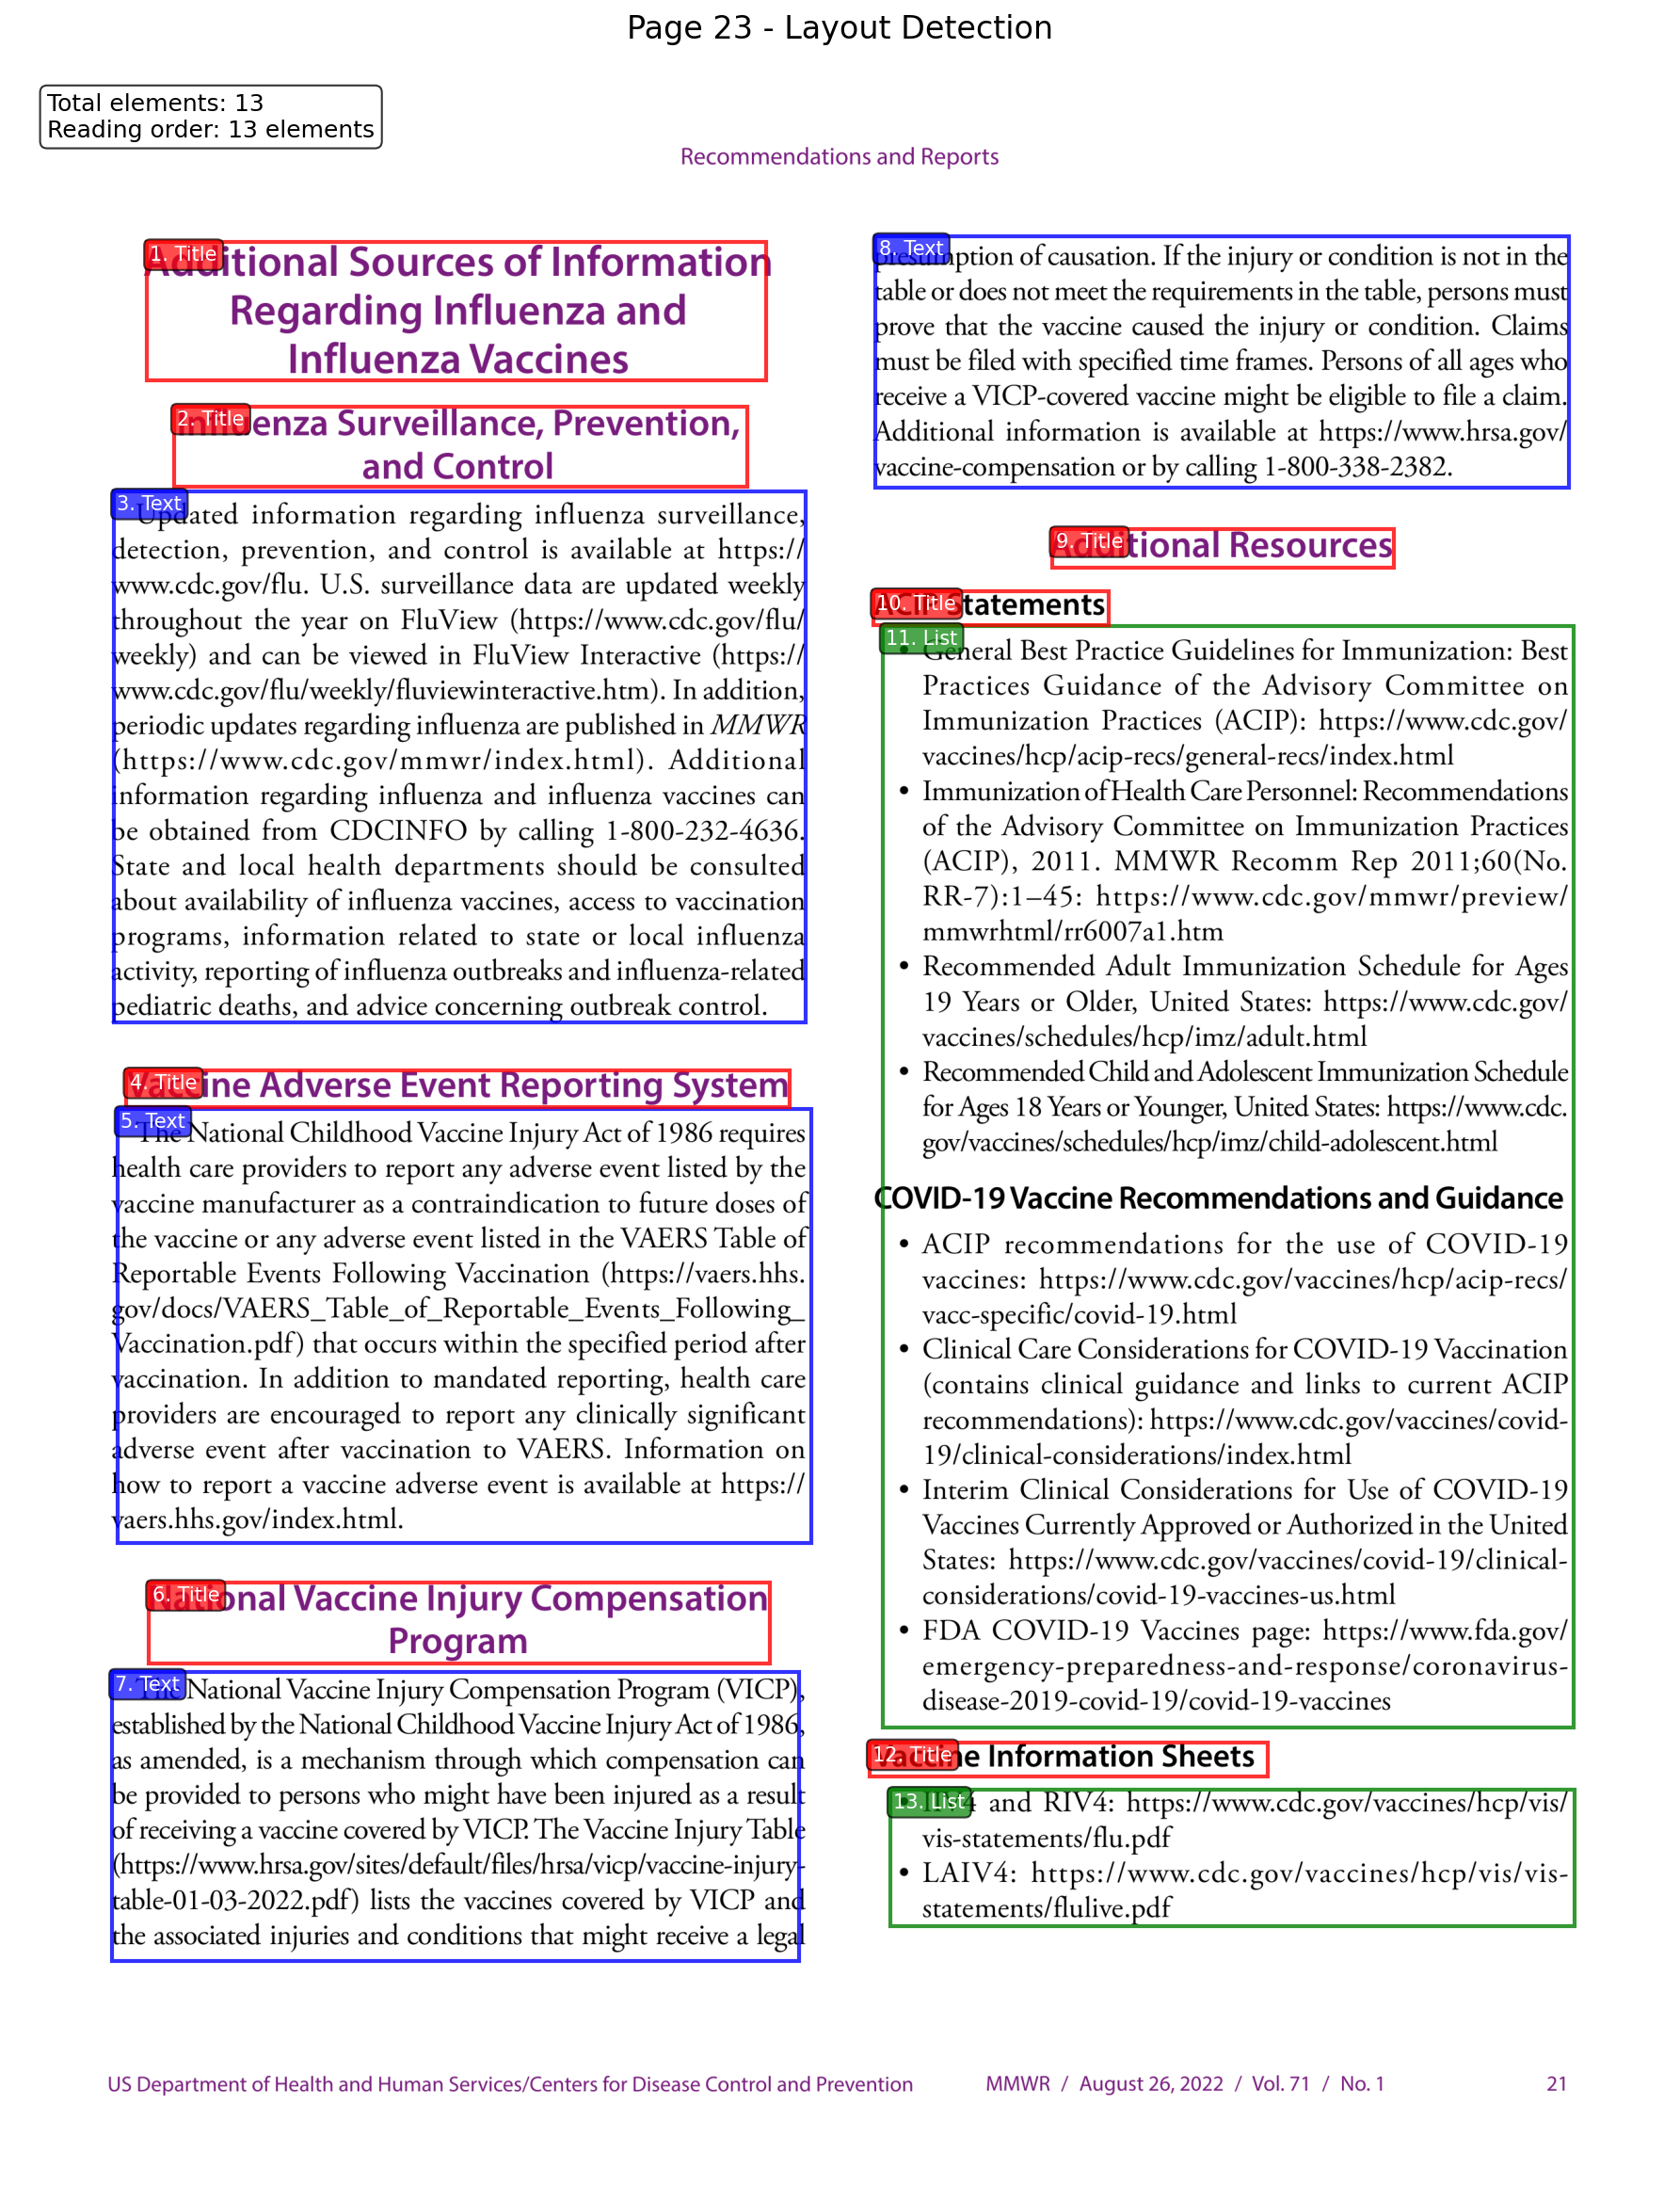 Page 23 - Layout Detection
Total elements: 13
Reading order: 13 elements
Recommendations and Reports
1. Title
Additional Sources of Information
Regarding Influenza and
Influenza Vaccines
2. Title
Influenza Surveillance, Prevention,
and Control
3. Text
Updated information regarding influenza surveillance,
detection, prevention, and control is available at https://
www.cdc.gov/flu. U.S. surveillance data are updated weekly
throughout the year on FluView (https://www.cdc.gov/flu/
weekly) and can be viewed in FluView Interactive (https://
www.cdc.gov/flu/weekly/fluviewinteractive.htm). In addition,
periodic updates regarding influenza are published in MMWR
(https://www.cdc.gov/mmwr/index.html). Additional
information regarding influenza and influenza vaccines can
be obtained from CDCINFO by calling 1-800-232-4636.
State and local health departments should be consulted
about availability of influenza vaccines, access to vaccination
programs, information related to state or local influenza
activity, reporting of influenza outbreaks and influenza-related
pediatric deaths, and advice concerning outbreak control.
4. Title
Vaccine Adverse Event Reporting System
5. Text
The National Childhood Vaccine Injury Act of 1986 requires
health care providers to report any adverse event listed by the
vaccine manufacturer as a contraindication to future doses of
the vaccine or any adverse event listed in the VAERS Table of
Reportable Events Following Vaccination (https://vaers.hhs.
gov/docs/VAERS_Table_of_Reportable_Events_Following_
Vaccination.pdf) that occurs within the specified period after
vaccination. In addition to mandated reporting, health care
providers are encouraged to report any clinically significant
adverse event after vaccination to VAERS. Information on
how to report a vaccine adverse event is available at https://
vaers.hhs.gov/index.html.
6. Title
National Vaccine Injury Compensation
Program
7. Text
The National Vaccine Injury Compensation Program (VICP),
established by the National Childhood Vaccine Injury Act of 1986,
as amended, is a mechanism through which compensation can
be provided to persons who might have been injured as a result
of receiving a vaccine covered by VICP. The Vaccine Injury Table
(https://www.hrsa.gov/sites/default/files/hrsa/vicp/vaccine-injury-
table-01-03-2022.pdf) lists the vaccines covered by VICP and
the associated injuries and conditions that might receive a legal
8. Text
presumption of causation. If the injury or condition is not in the
table or does not meet the requirements in the table, persons must
prove that the vaccine caused the injury or condition. Claims
must be filed with specified time frames. Persons of all ages who
receive a VICP-covered vaccine might be eligible to file a claim.
Additional information is available at https://www.hrsa.gov/
vaccine-compensation or by calling 1-800-338-2382.
9. Title
Additional Resources
10. Title
ACIP Statements
11. List
• General Best Practice Guidelines for Immunization: Best
Practices Guidance of the Advisory Committee on
Immunization Practices (ACIP): https://www.cdc.gov/
vaccines/hcp/acip-recs/general-recs/index.html
• Immunization of Health Care Personnel: Recommendations
of the Advisory Committee on Immunization Practices
(ACIP), 2011. MMWR Recomm Rep 2011;60(No.
RR-7):1–45: https://www.cdc.gov/mmwr/preview/
mmwrhtml/rr6007a1.htm
• Recommended Adult Immunization Schedule for Ages
19 Years or Older, United States: https://www.cdc.gov/
vaccines/schedules/hcp/imz/adult.html
• Recommended Child and Adolescent Immunization Schedule
for Ages 18 Years or Younger, United States: https://www.cdc.
gov/vaccines/schedules/hcp/imz/child-adolescent.html
COVID-19 Vaccine Recommendations and Guidance
• ACIP recommendations for the use of COVID-19
vaccines: https://www.cdc.gov/vaccines/hcp/acip-recs/
vacc-specific/covid-19.html
• Clinical Care Considerations for COVID-19 Vaccination
(contains clinical guidance and links to current ACIP
recommendations): https://www.cdc.gov/vaccines/covid-
19/clinical-considerations/index.html
• Interim Clinical Considerations for Use of COVID-19
Vaccines Currently Approved or Authorized in the United
States: https://www.cdc.gov/vaccines/covid-19/clinical-
considerations/covid-19-vaccines-us.html
• FDA COVID-19 Vaccines page: https://www.fda.gov/
emergency-preparedness-and-response/coronavirus-
disease-2019-covid-19/covid-19-vaccines
12. Title
Vaccine Information Sheets
13. List
• IIV4 and RIV4: https://www.cdc.gov/vaccines/hcp/vis/
vis-statements/flu.pdf
• LAIV4: https://www.cdc.gov/vaccines/hcp/vis/vis-
statements/flulive.pdf
US Department of Health and Human Services/Centers for Disease Control and Prevention MMWR / August 26, 2022 / Vol. 71 / No. 1 21